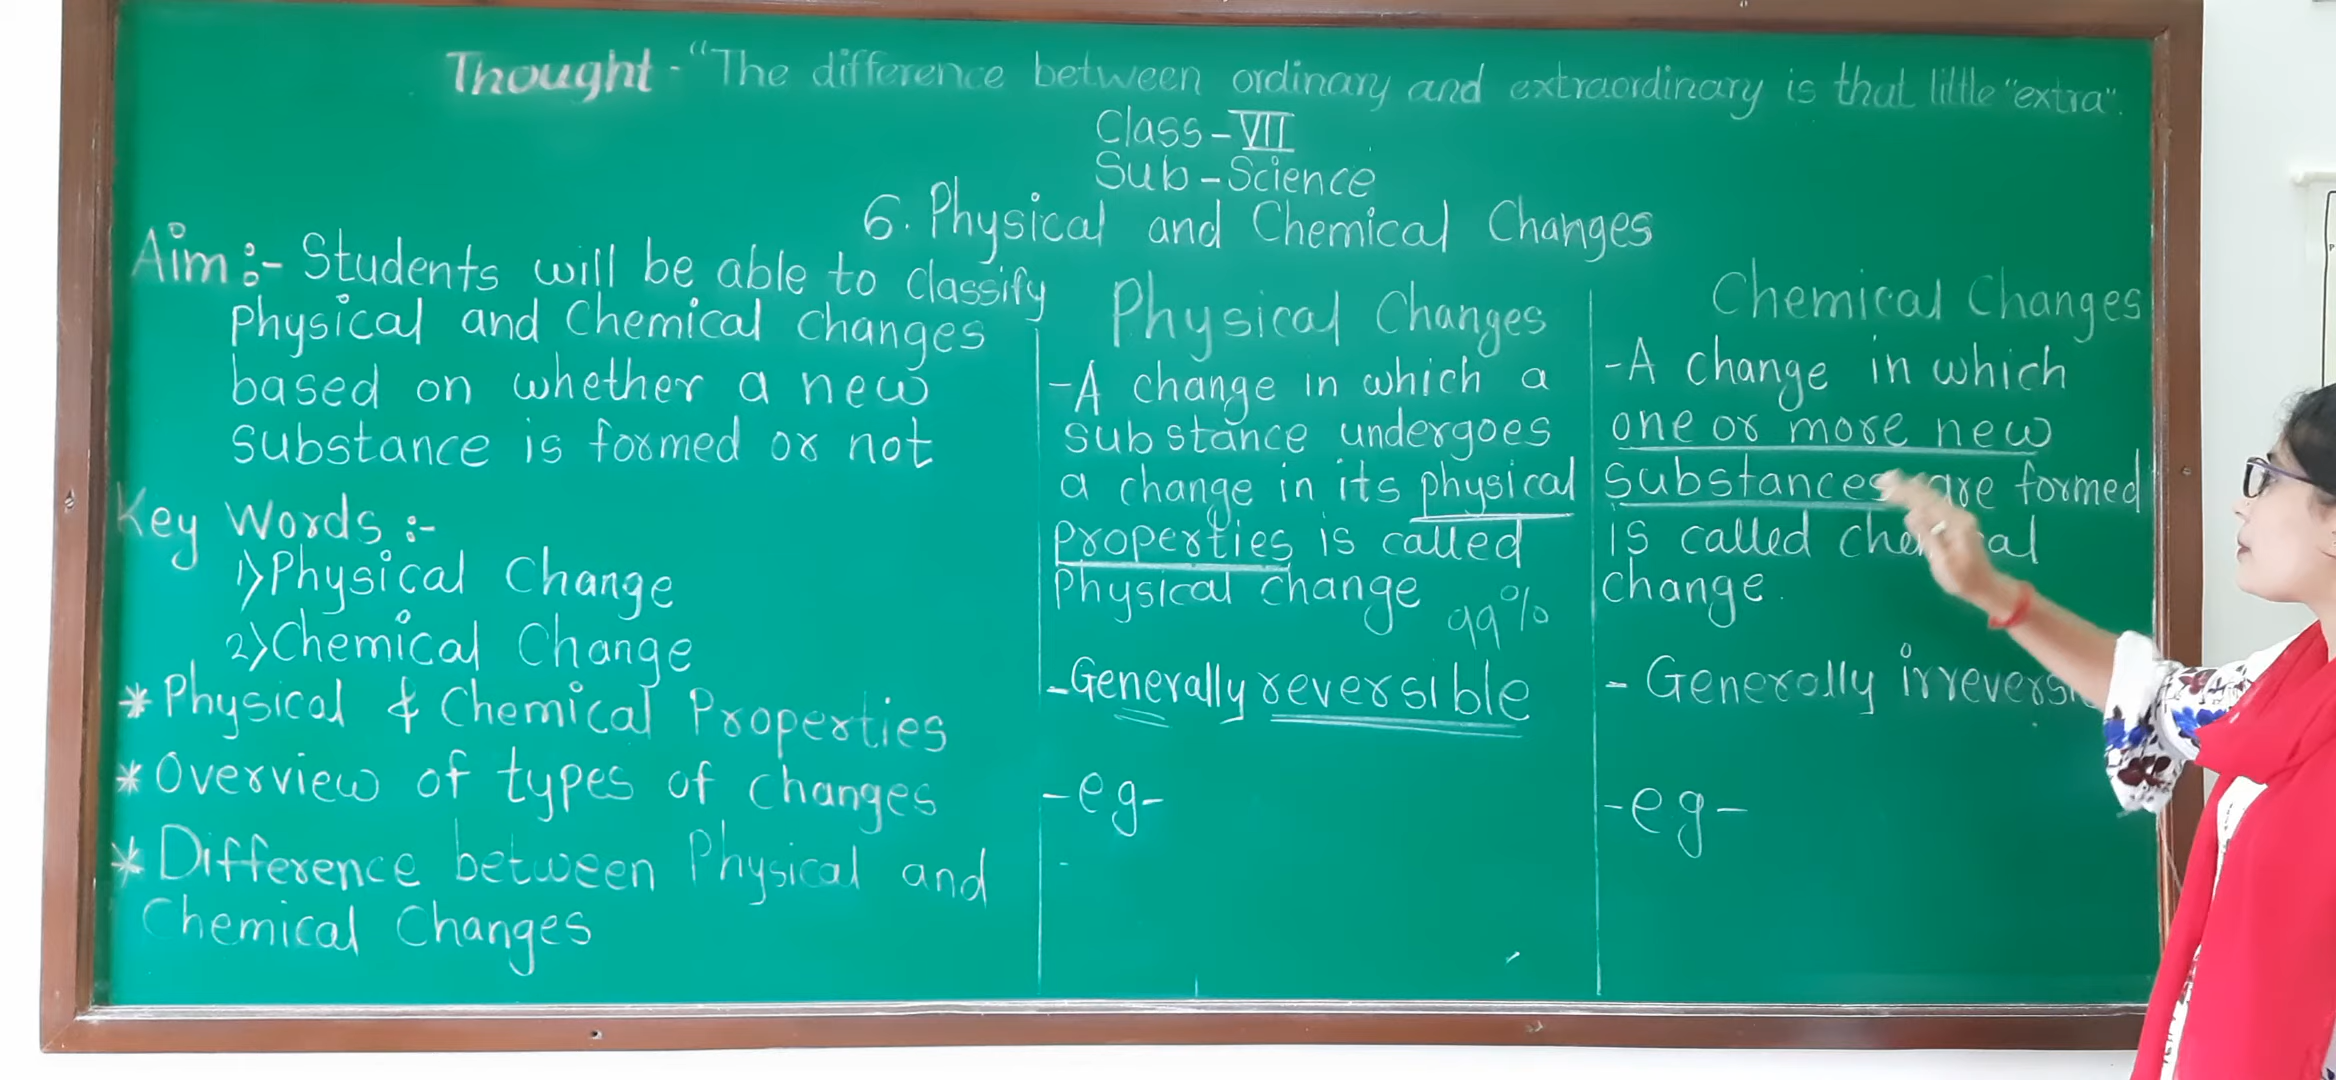 Thought - "The difference between ordinary and extraordinary is that little "extra".
Class - VII
Sub - Science
6. Physical and Chemical Changes
Aim :- Students will be able to classify
Physical and Chemical changes
based on whether a new
substance is formed or not
Key Words :-
1) Physical Change
2) Chemical Change
* Physical & Chemical Properties
* Overview of types of changes
* Difference between Physical and
Chemical Changes
Physical Changes
- A change in which a
substance undergoes
a change in its physical
properties is called
Physical change
99%
- Generally reversible
- eg -
Chemical Changes
- A change in which
one or more new
substances are formed
is called chemical
change.
- Generally
- eg -